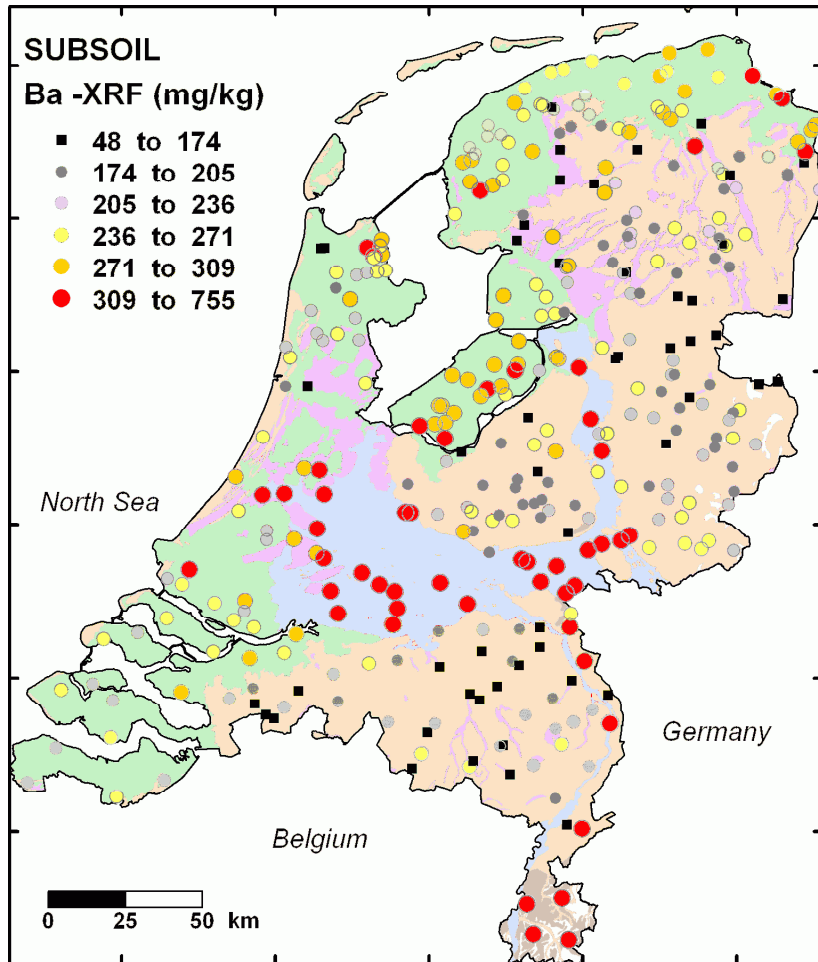 SUBSOIL
Ba -XRF (mg/kg)
48 to 174
174 to 205
205 to 236
236 to 271
271 to 309
309 to 755
North Sea
Germany
Belgium
0 25 50 km